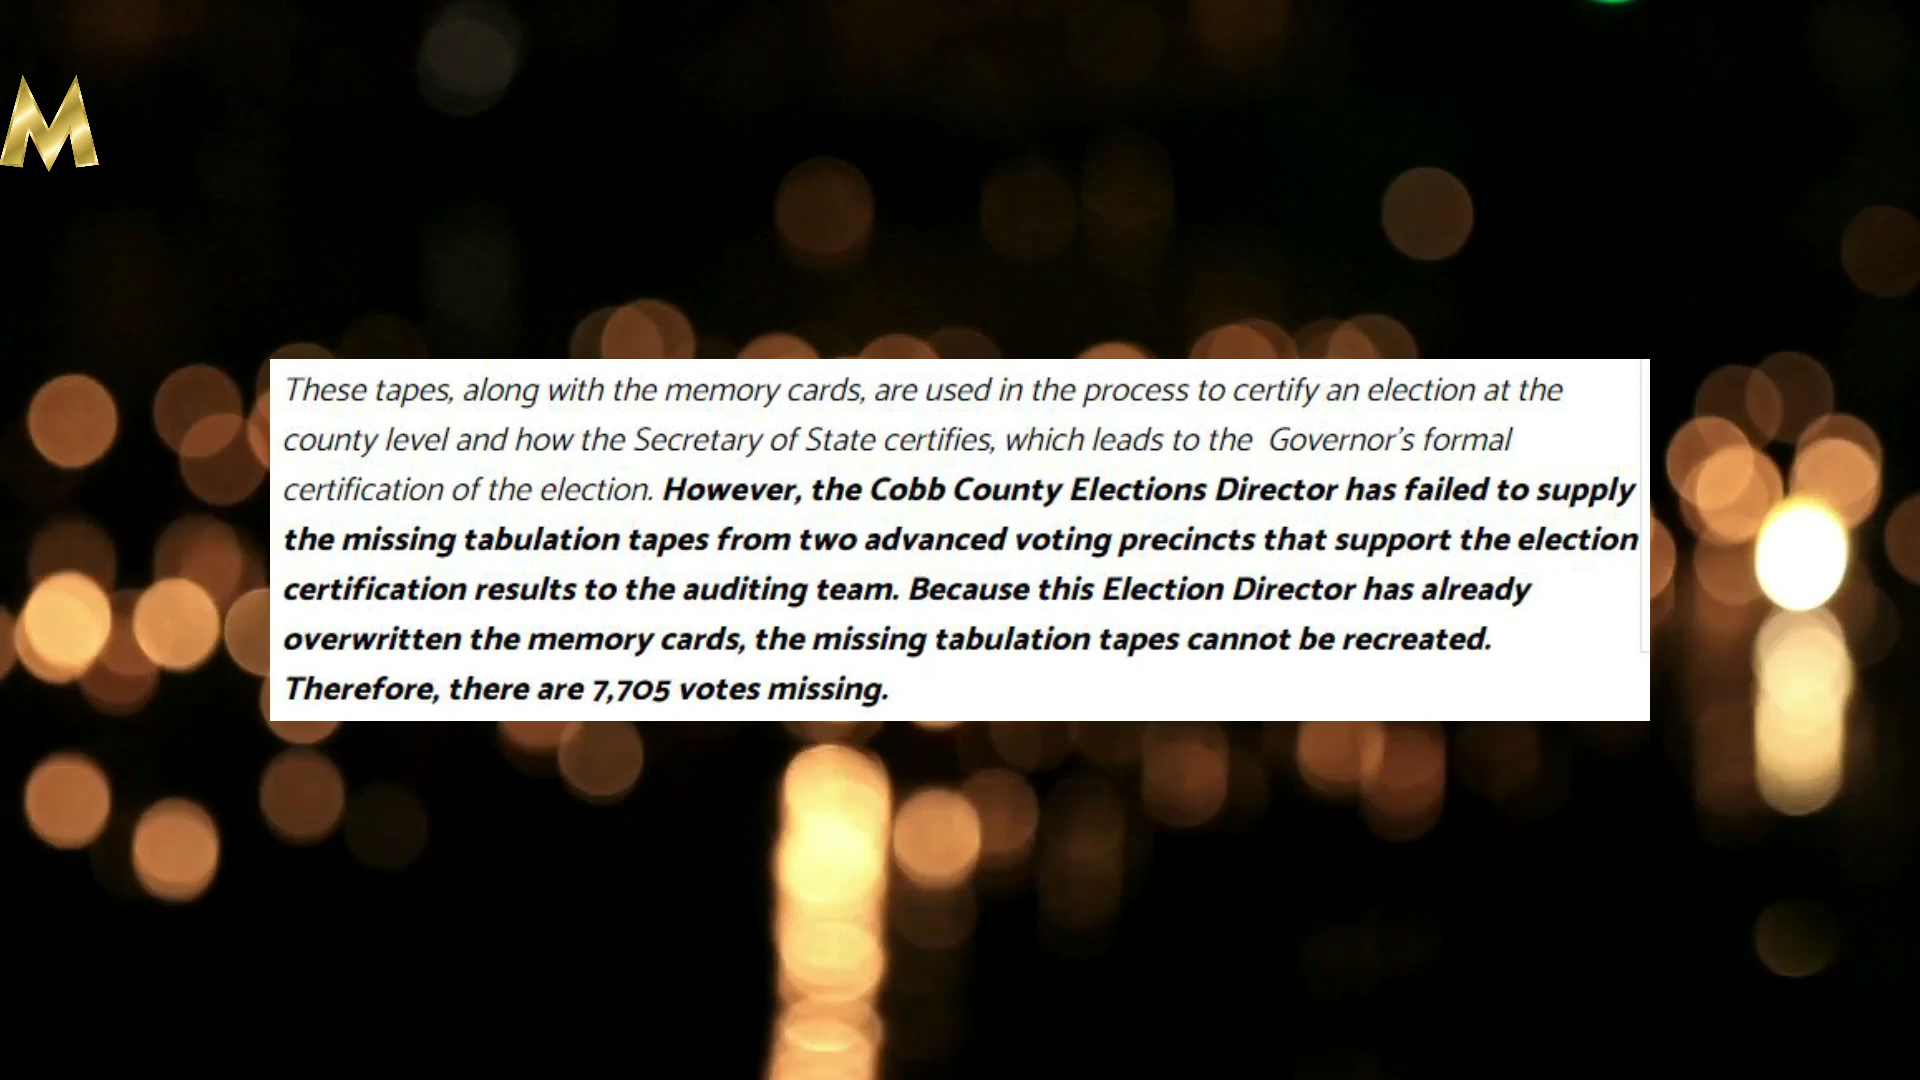 M
These tapes, along with the memory cards, are used in the process to certify an election at the
county level and how the Secretary of State certifies, which leads to the Governor's formal
certification of the election. However, the Cobb County Elections Director has failed to supply
the missing tabulation tapes from two advanced voting precincts that support the election
certification results to the auditing team. Because this Election Director has already
overwritten the memory cards, the missing tabulation tapes cannot be recreated.
Therefore, there are 7,705 votes missing.